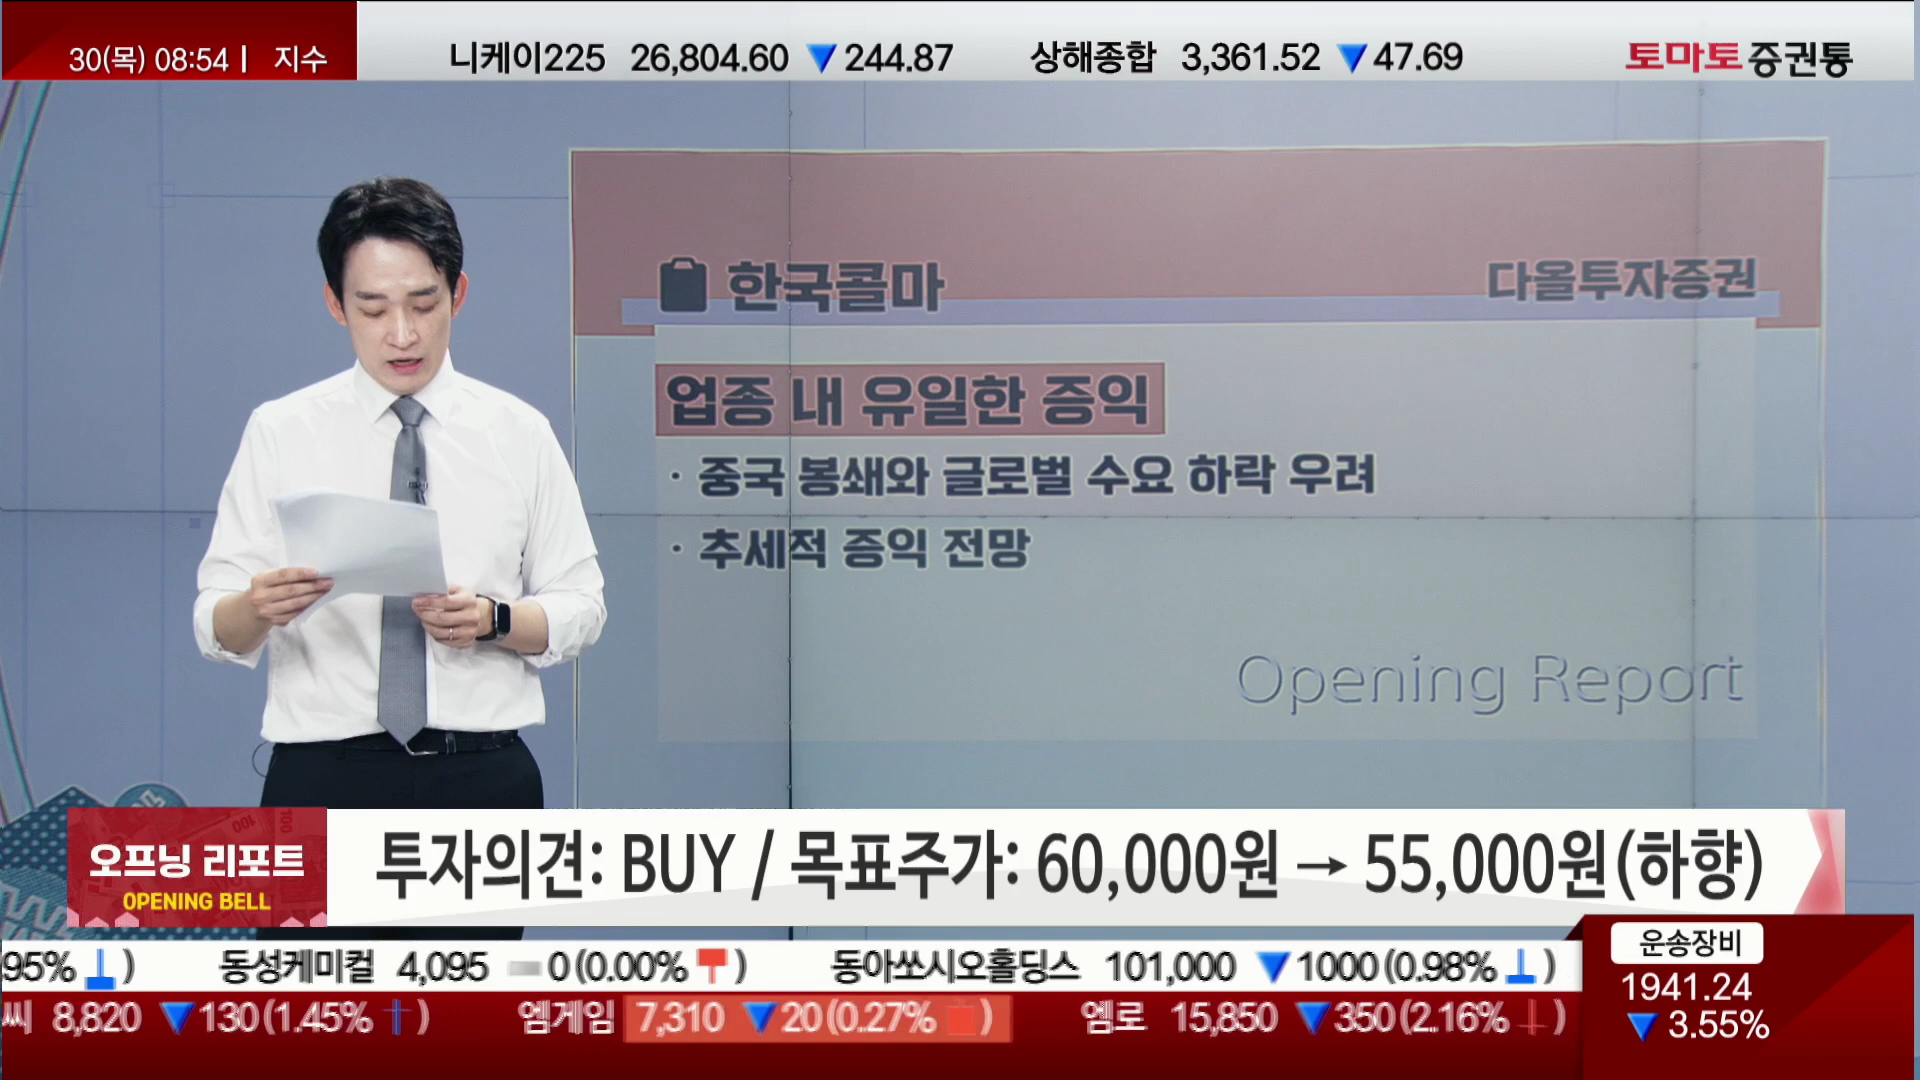 30(목) 08:54 | 지수
니케이225 26,804.60 ▼244.87 상해종합 3,361.52 ▼47.69
토마토증권통
한국콜마
다올투자증권
업종 내 유일한 증익
· 중국 봉쇄와 글로벌 수요 하락 우려
· 추세적 증익 전망
Opening Report
오프닝 리포트
OPENING BELL
투자의견: BUY / 목표주가: 60,000원 → 55,000원(하향)
95% ) 동성케미컬 4,095 0(0.00% ) 동아쏘시오홀딩스 101,000 ▼1000(0.98% )
씨 8,820 ▼130(1.45% ) 엠게임 7,310 ▼20(0.27% ) 엠로 15,850 ▼350(2.16% )
운송장비
1941.24
▼ 3.55%